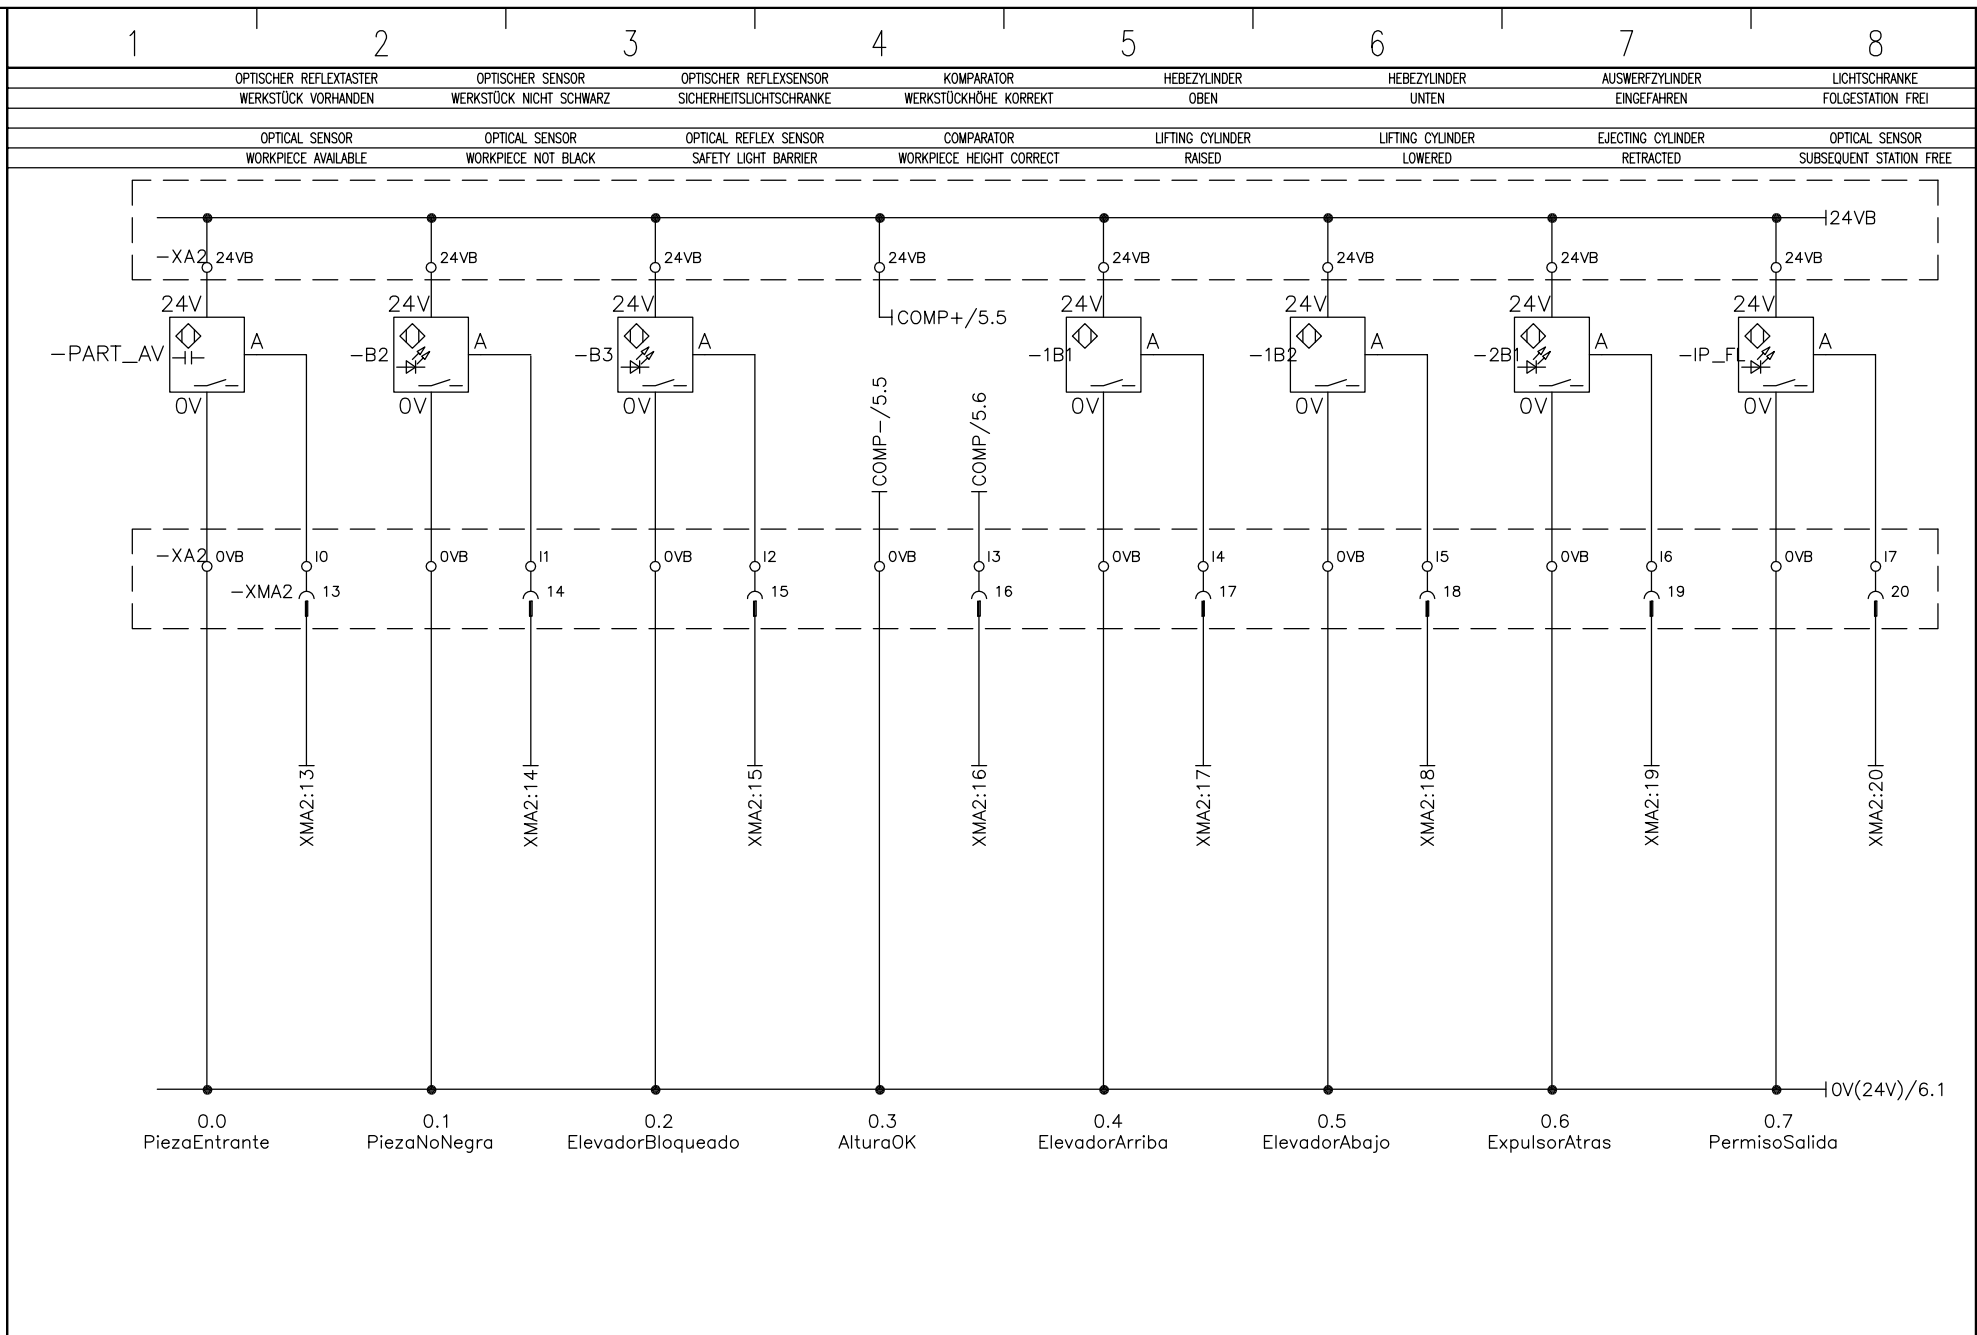 1 2 3 4 5 6 7 8
OPTISCHER REFLEXTASTER OPTISCHER SENSOR OPTISCHER REFLEXSENSOR KOMPARATOR HEBEZYLINDER HEBEZYLINDER AUSWERFZYLINDER LICHTSCHRANKE
WERKSTÜCK VORHANDEN WERKSTÜCK NICHT SCHWARZ SICHERHEITSLICHTSCHRANKE WERKSTÜCKHÖHE KORREKT OBEN UNTEN EINGEFAHREN FOLGESTATION FREI
OPTICAL SENSOR OPTICAL SENSOR OPTICAL REFLEX SENSOR COMPARATOR LIFTING CYLINDER LIFTING CYLINDER EJECTING CYLINDER OPTICAL SENSOR
WORKPIECE AVAILABLE WORKPIECE NOT BLACK SAFETY LIGHT BARRIER WORKPIECE HEIGHT CORRECT RAISED LOWERED RETRACTED SUBSEQUENT STATION FREE
24VB
-XA2 24VB 24VB 24VB 24VB 24VB 24VB 24VB 24VB
24V 24V 24V COMP+/5.5 24V 24V 24V 24V
-PART_AV A -B2 A -B3 A -1B1 A -1B2 A -2B1 A -IP_FL A
0V 0V 0V 0V 0V 0V 0V
COMP-/5.5 COMP/5.6
-XA2 0VB I0 0VB I1 0VB I2 0VB I3 0VB I4 0VB I5 0VB I6 0VB I7
-XMA2 13 14 15 16 17 18 19 20
XMA2:13 XMA2:14 XMA2:15 XMA2:16 XMA2:17 XMA2:18 XMA2:19 XMA2:20
0V(24V)/6.1
0.0 0.1 0.2 0.3 0.4 0.5 0.6 0.7
PiezaEntrante PiezaNoNegra ElevadorBloqueado AlturaOK ElevadorArriba ElevadorAbajo ExpulsorAtras PermisoSalida